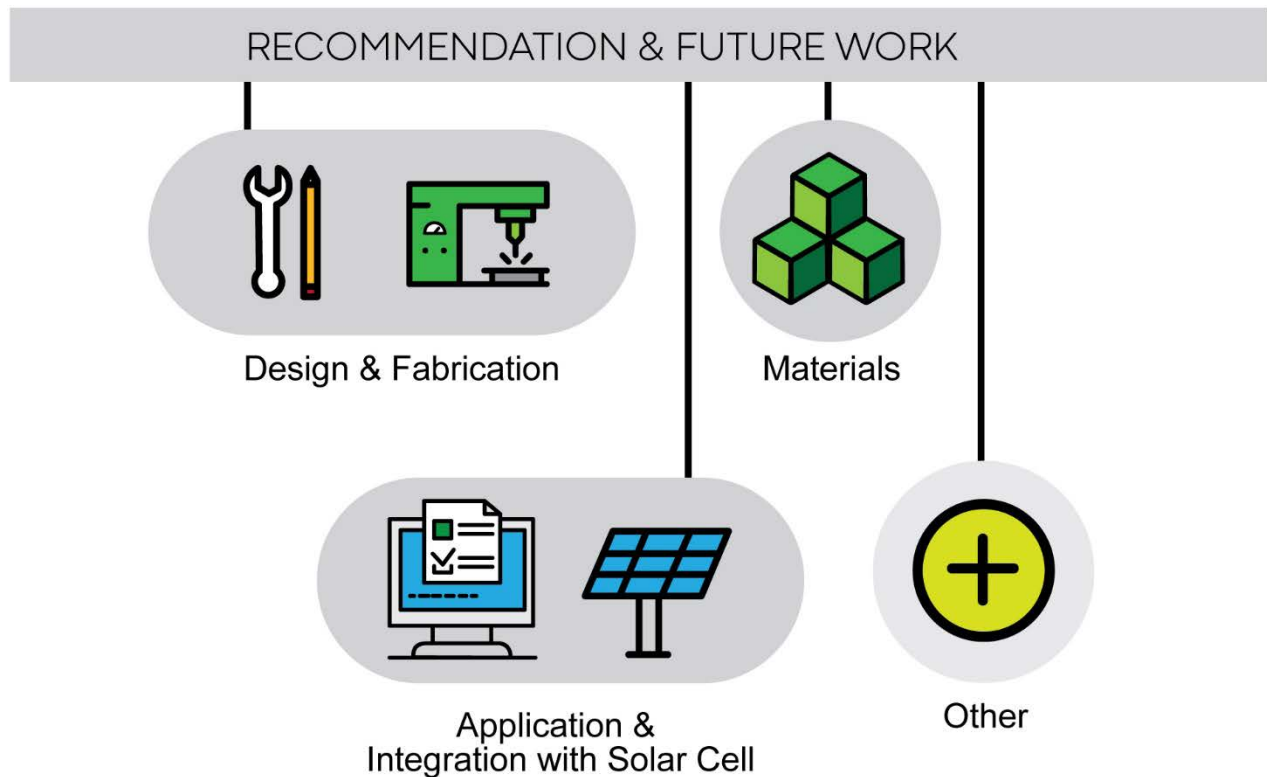 RECOMMENDATION & FUTURE WORK
Design & Fabrication
Materials
Application &
Integration with Solar Cell
Other